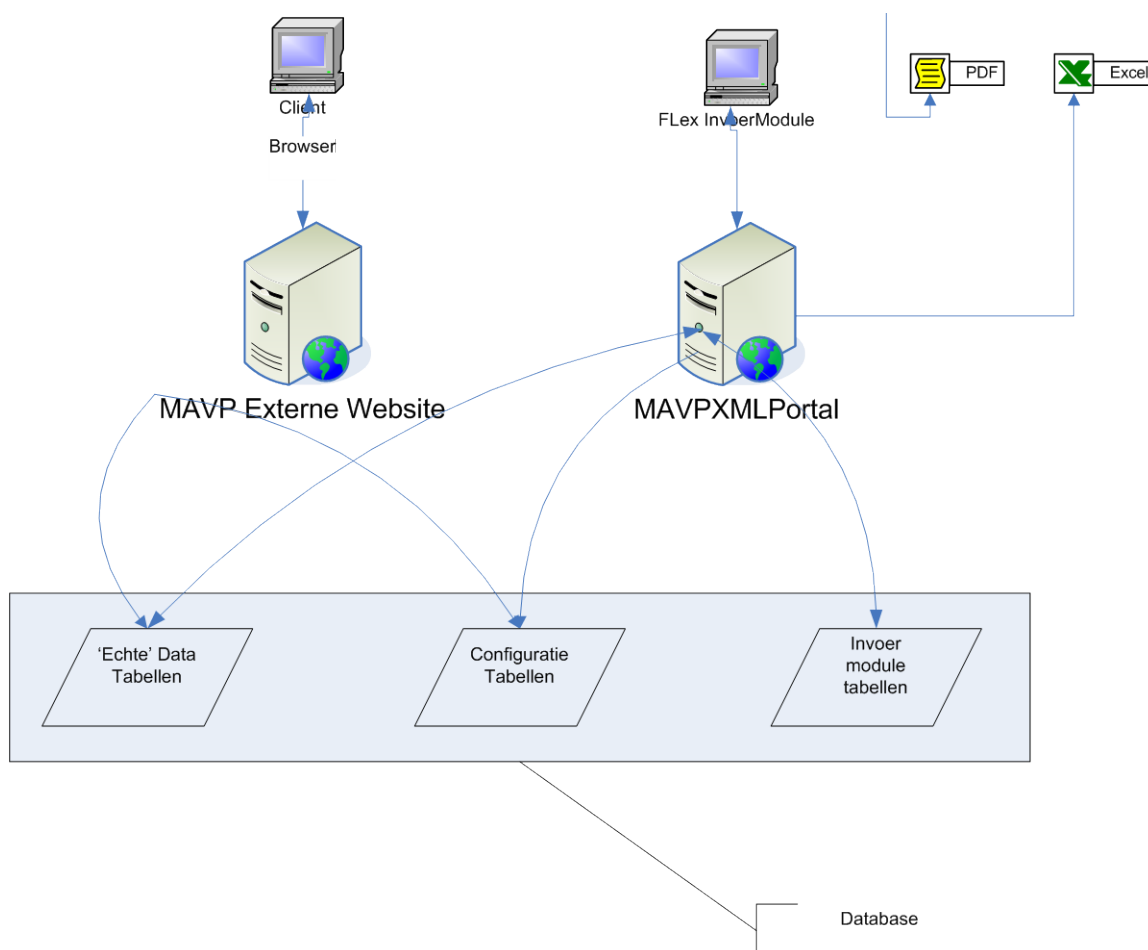 PDF
Excel
Client
FLex InvoerModule
Browser
MAVP Externe Website
MAVPXMLPortal
‘Echte’ Data
Tabellen
Configuratie
Tabellen
Invoer
module
tabellen
Database